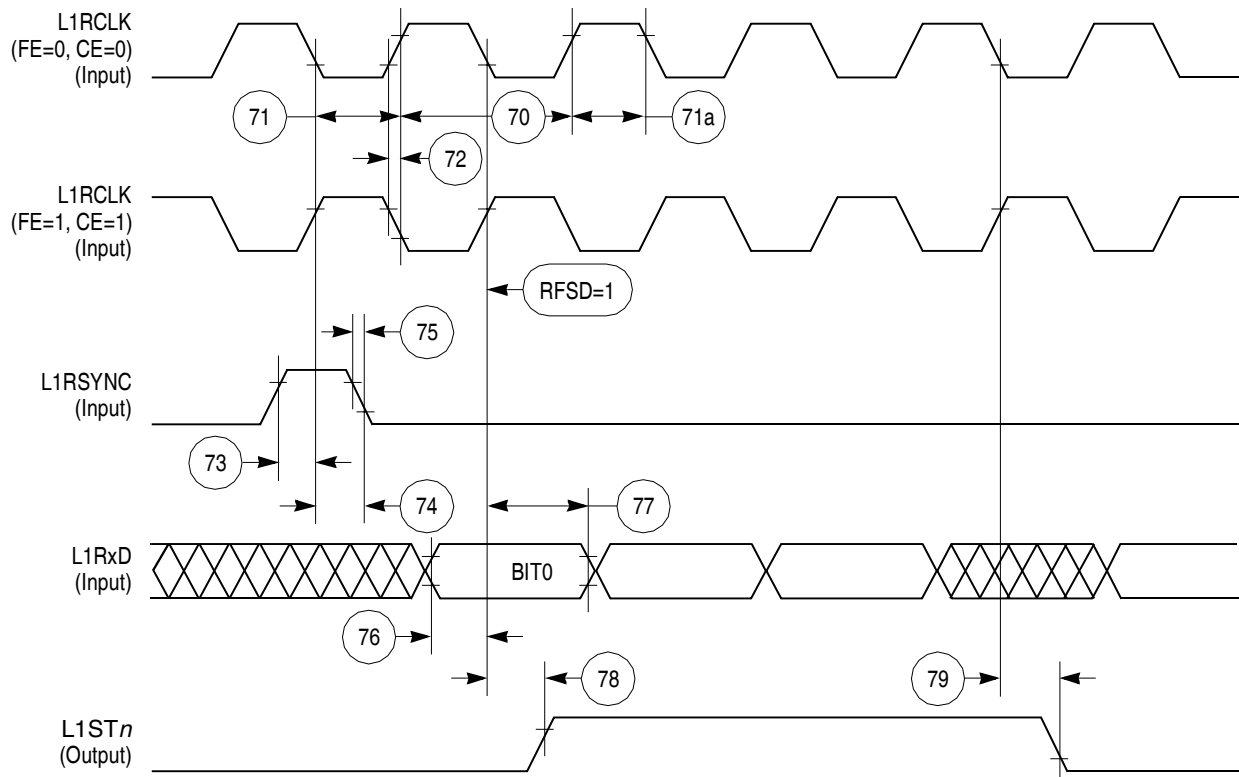 L1RCLK
(FE=0, CE=0)
(Input)
71
70
71a
72
L1RCLK
(FE=1, CE=1)
(Input)
RFSD=1
75
L1RSYNC
(Input)
73
74
77
L1RxD
(Input)
BIT0
76
78
79
L1STn
(Output)